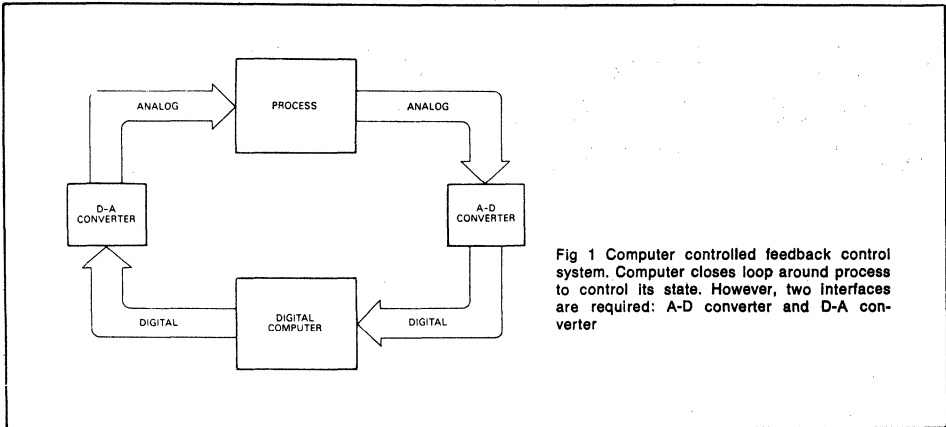 ANALOG
PROCESS
ANALOG
D-A
CONVERTER
A-D
CONVERTER
DIGITAL
DIGITAL
COMPUTER
DIGITAL
Fig 1 Computer controlled feedback control
system. Computer closes loop around process
to control its state. However, two interfaces
are required: A-D converter and D-A con-
verter